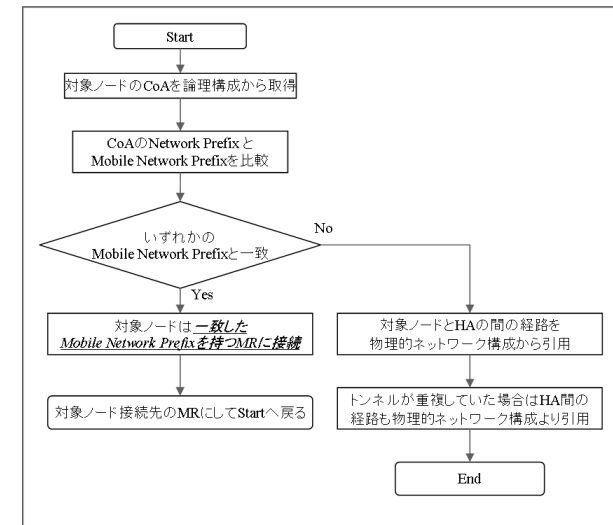 Start
対象ノードのCoAを論理構成から取得
CoAのNetwork Prefixと
Mobile Network Prefixを比較
いずれかの
Mobile Network Prefixと一致
No
Yes
対象ノードは一致した
Mobile Network Prefixを持つMRに接続
対象ノード接続先のMRにしてStartへ戻る
対象ノードとHAの間の経路を
物理的ネットワーク構成から引用
トンネルが重複していた場合はHA間の
経路も物理的ネットワーク構成より引用
End